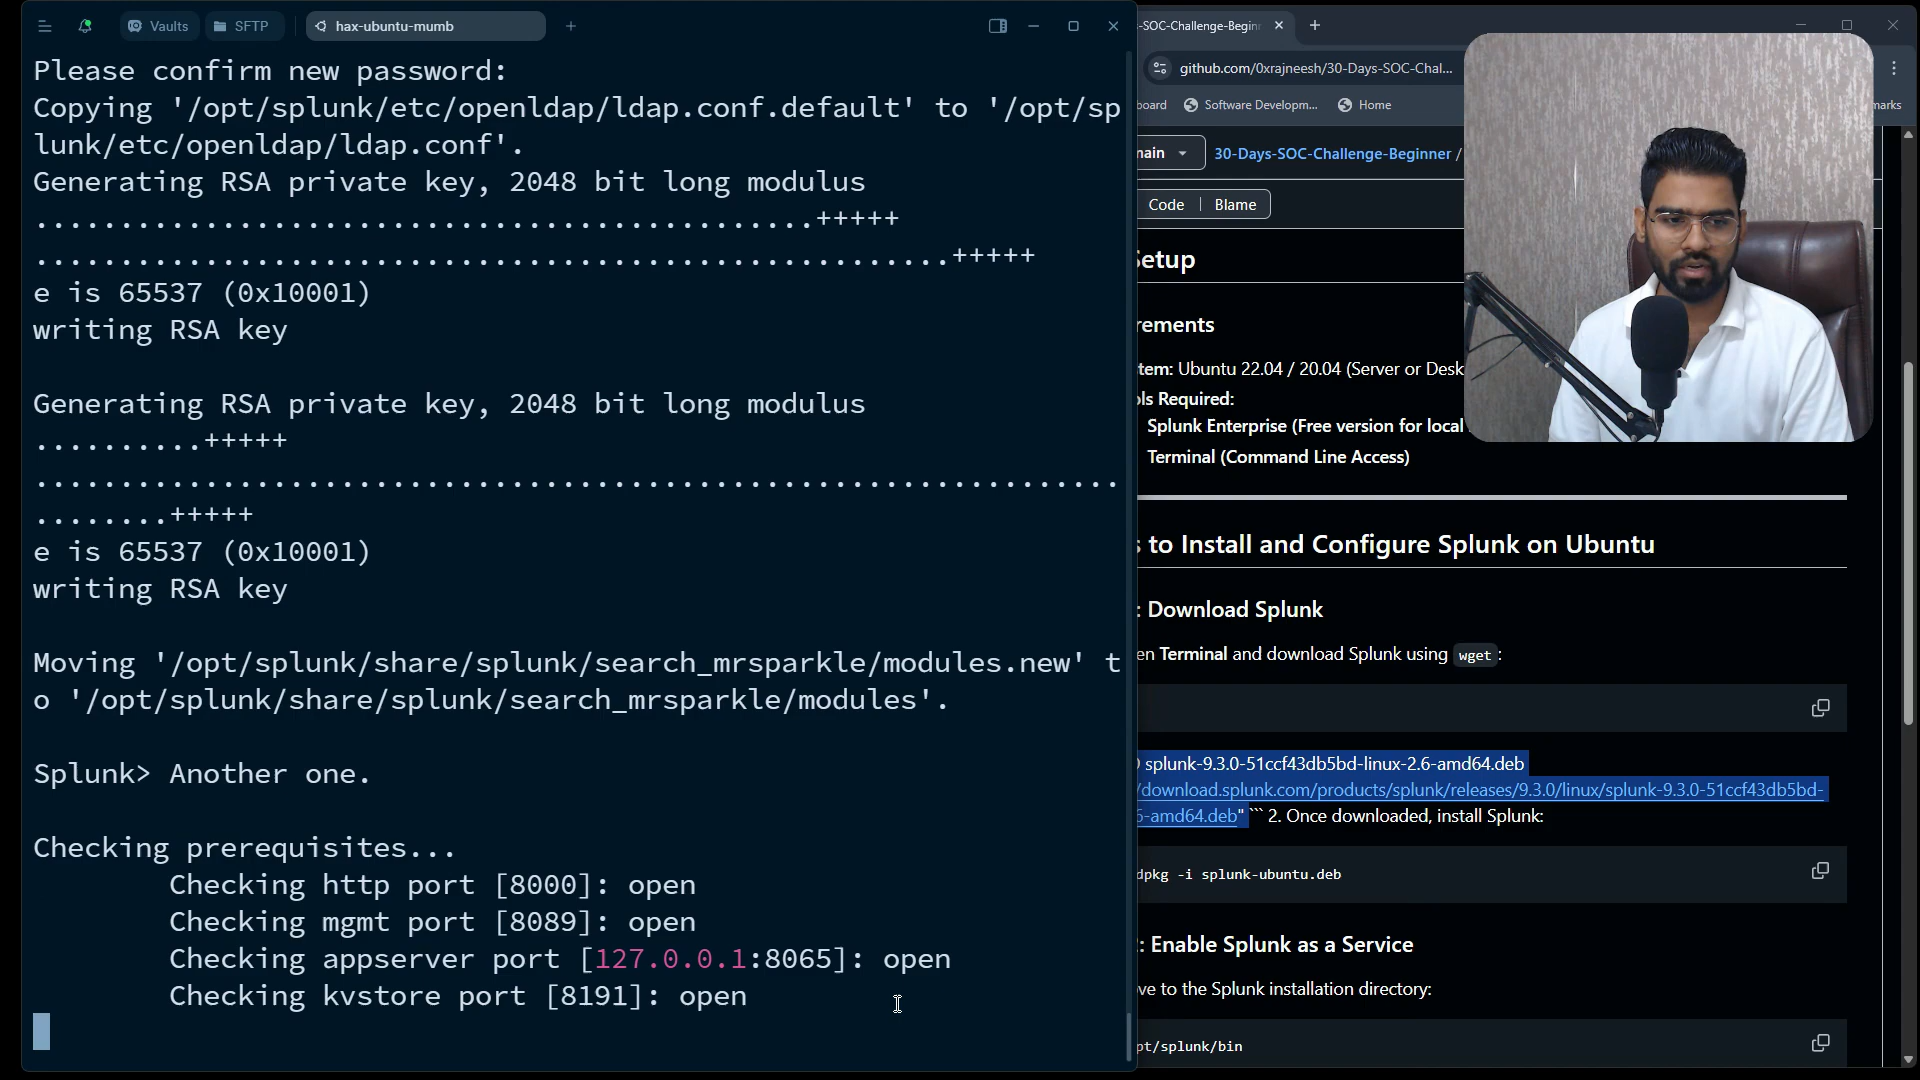 Vaults
SFTP
hax-ubuntu-mumb
Please confirm new password:
Copying '/opt/splunk/etc/openldap/ldap.conf.default' to '/opt/sp
lunk/etc/openldap/ldap.conf'.
Generating RSA private key, 2048 bit long modulus
..............................................+++++
......................................................+++++
e is 65537 (0x10001)
writing RSA key
Generating RSA private key, 2048 bit long modulus
..........+++++
................................................................
........+++++
e is 65537 (0x10001)
writing RSA key
Moving '/opt/splunk/share/splunk/search_mrsparkle/modules.new' t
o '/opt/splunk/share/splunk/search_mrsparkle/modules'.
Splunk> Another one.
Checking prerequisites...
Checking http port [8000]: open
Checking mgmt port [8089]: open
Checking appserver port [127.0.0.1:8065]: open
Checking kvstore port [8191]: open
-SOC-Challenge-Begin
github.com/0xrajneesh/30-Days-SOC-Chal...
board
Software Developm...
Home
marks
main
30-Days-SOC-Challenge-Beginner /
Code
Blame
Setup
rements
tem: Ubuntu 22.04 / 20.04 (Server or Desk
ls Required:
Splunk Enterprise (Free version for local
Terminal (Command Line Access)
s to Install and Configure Splunk on Ubuntu
: Download Splunk
en Terminal and download Splunk using wget:
splunk-9.3.0-51ccf43db5bd-linux-2.6-amd64.deb
/download.splunk.com/products/splunk/releases/9.3.0/linux/splunk-9.3.0-51ccf43db5bd-
6-amd64.deb" ``` 2. Once downloaded, install Splunk:
dpkg -i splunk-ubuntu.deb
: Enable Splunk as a Service
ve to the Splunk installation directory:
pt/splunk/bin